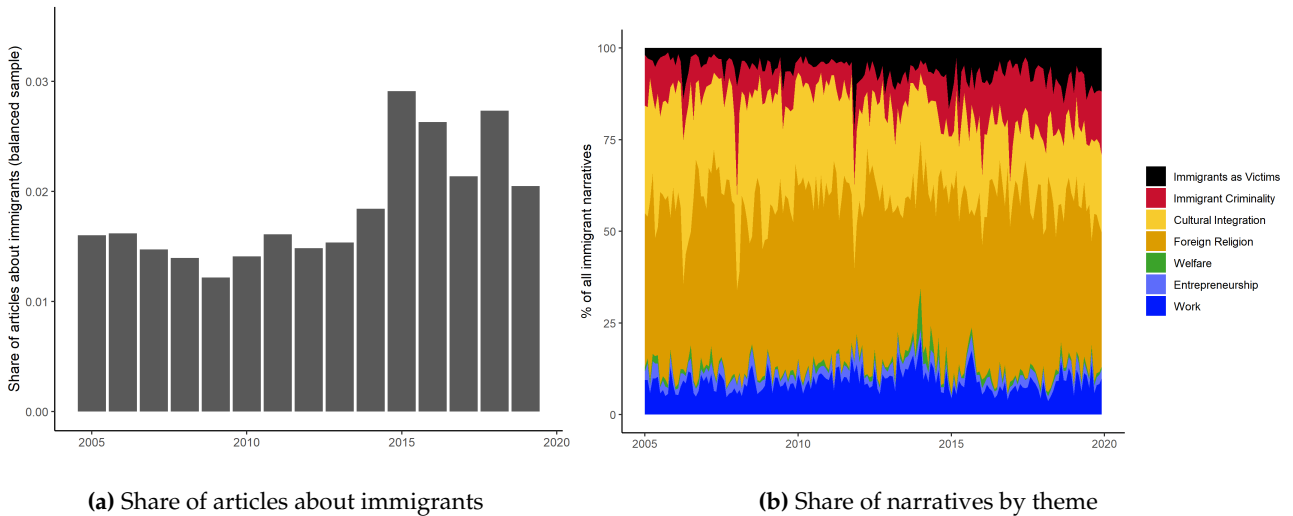 Share of articles about immigrants (balanced sample)
0.03
0.02
0.01
0.00
2005
2010
2015
2020
(a) Share of articles about immigrants
% of all immigrant narratives
100
75
50
25
0
2005
2010
2015
2020
Immigrants as Victims
Immigrant Criminality
Cultural Integration
Foreign Religion
Welfare
Entrepreneurship
Work
(b) Share of narratives by theme